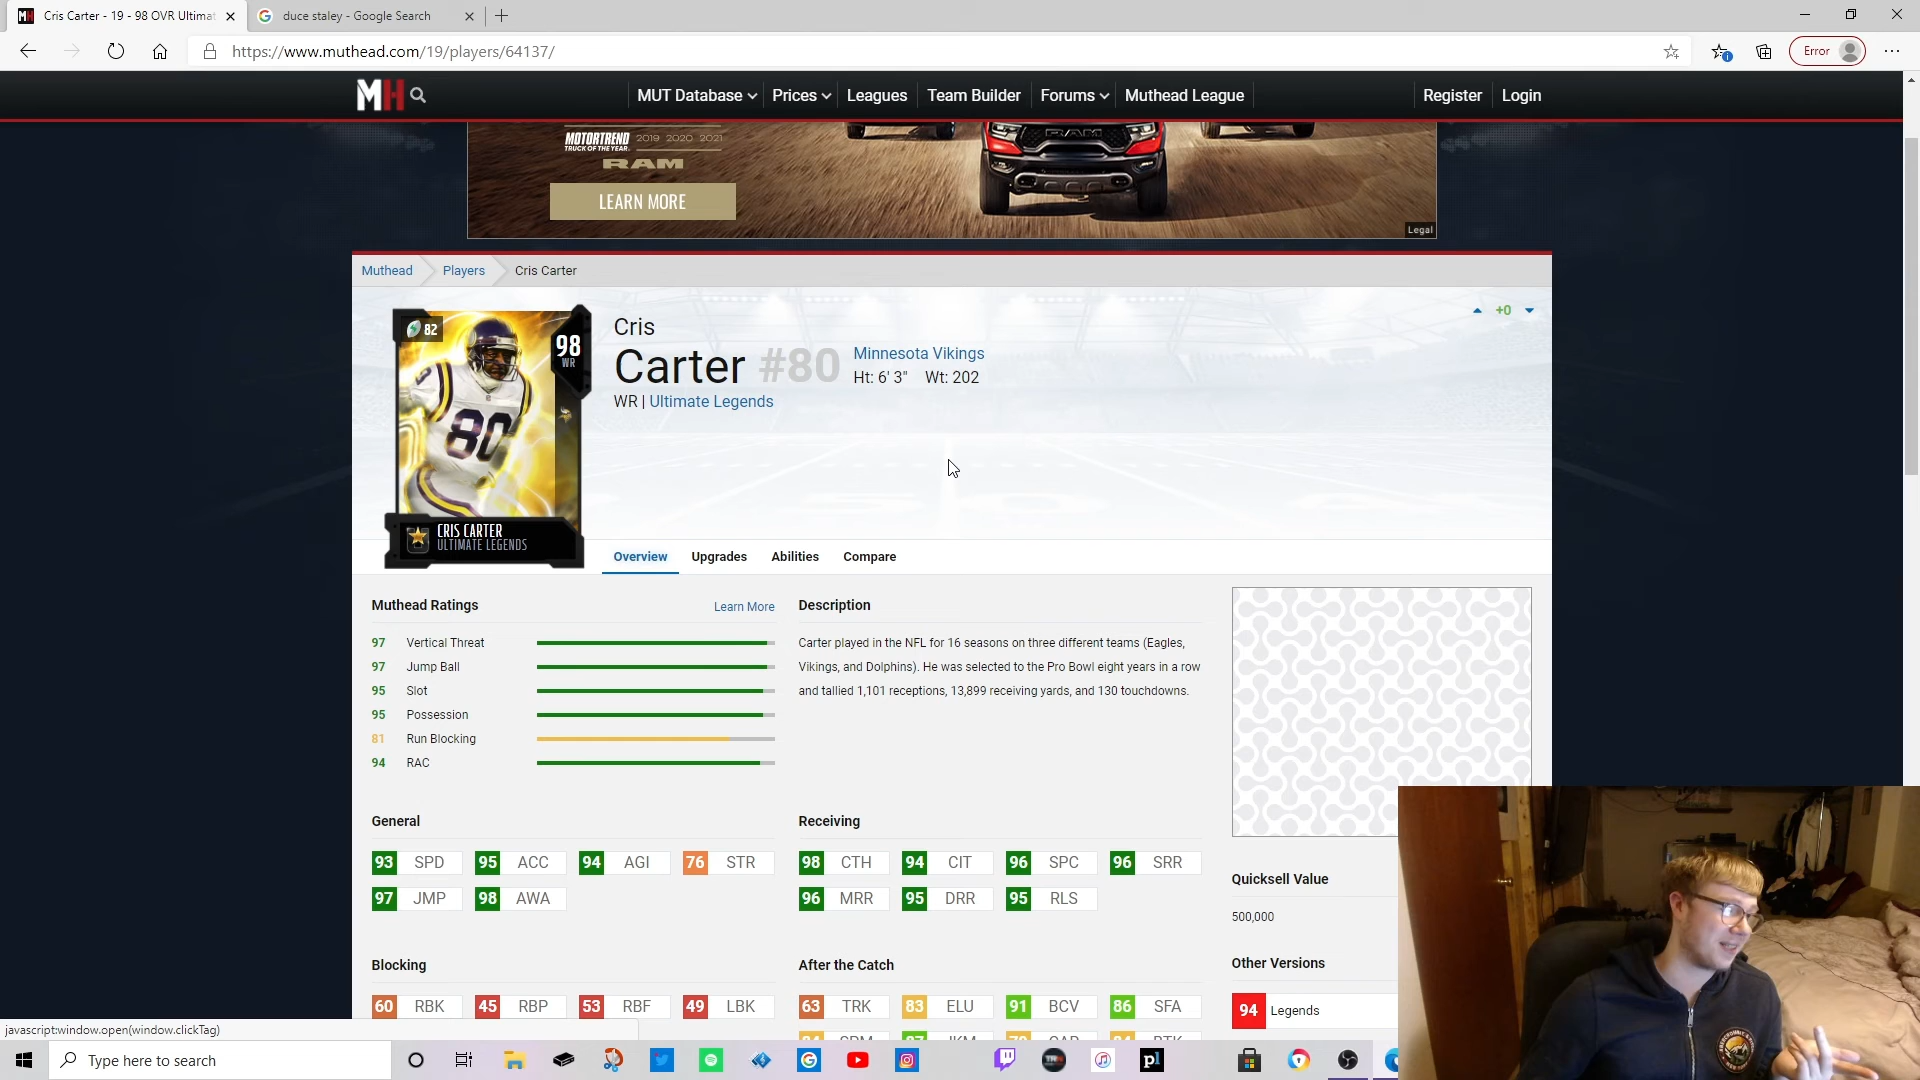 Cris Carter - 19 - 98 OVR Ultimat
duce staley - Google Search
https://www.muthead.com/19/players/64137/
Error
MH
MUT Database
Prices
Leagues
Team Builder
Forums
Muthead League
Register
Login
MOTORTREND 2019 2020 2021
TRUCK OF THE YEAR
RAM
LEARN MORE
RAM
Legal
Muthead
Players
Cris Carter
82
98
WR
80
CRIS CARTER
ULTIMATE LEGENDS
Cris
Carter #80
Minnesota Vikings
Ht: 6' 3" Wt: 202
WR | Ultimate Legends
+0
Overview
Upgrades
Abilities
Compare
Muthead Ratings
Learn More
97 Vertical Threat
97 Jump Ball
95 Slot
95 Possession
81 Run Blocking
94 RAC
Description
Carter played in the NFL for 16 seasons on three different teams (Eagles,
Vikings, and Dolphins). He was selected to the Pro Bowl eight years in a row
and tallied 1,101 receptions, 13,899 receiving yards, and 130 touchdowns.
General
93 SPD 95 ACC 94 AGI 76 STR
97 JMP 98 AWA
Receiving
98 CTH 94 CIT 96 SPC 96 SRR
96 MRR 95 DRR 95 RLS
Quicksell Value
500,000
Blocking
60 RBK 45 RBP 53 RBF 49 LBK
After the Catch
63 TRK 83 ELU 91 BCV 86 SFA
Other Versions
94 Legends
javascript:window.open(window.clickTag)
Type here to search
pl